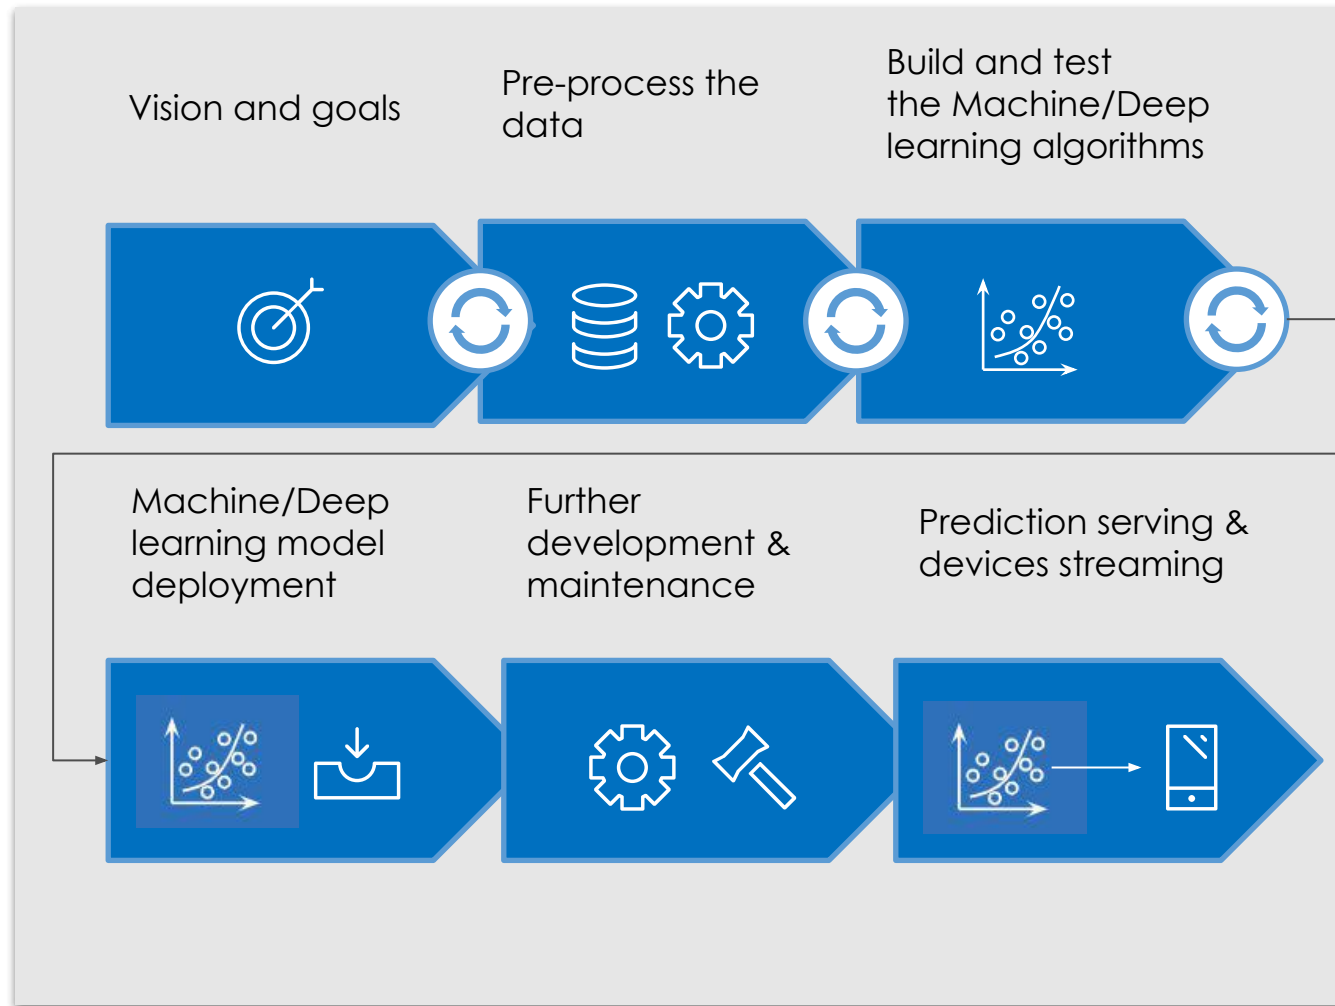 Vision and goals
Pre-process the
data
Build and test
the Machine/Deep
learning algorithms
Machine/Deep
learning model
deployment
Further
development &
maintenance
Prediction serving &
devices streaming